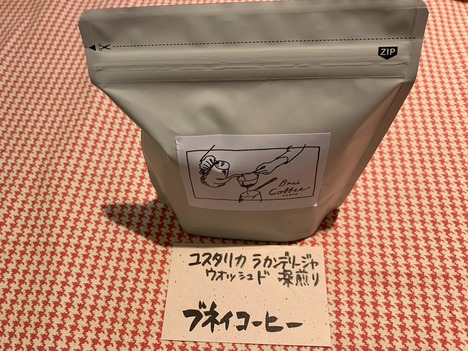 ZIP
Bnei
Coffee
コスタリカ ラカンデリージャ
ウォッシュド 深煎り
ブネイコーヒー